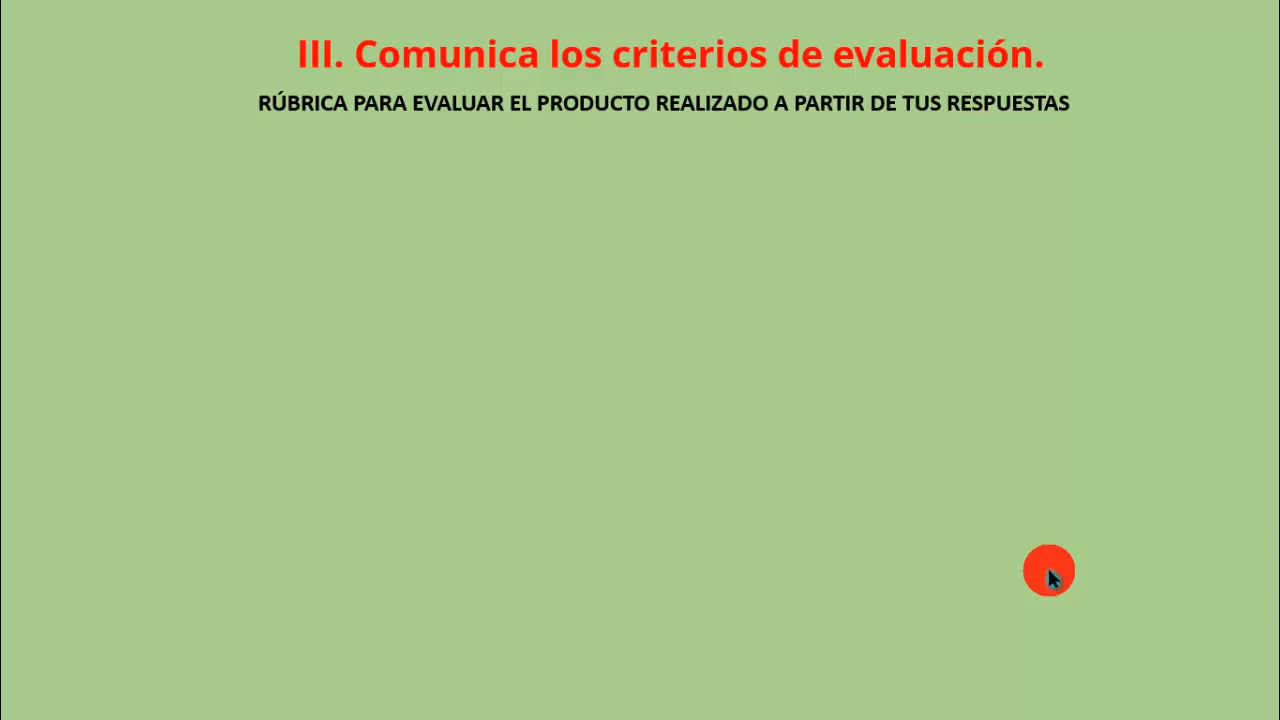 III. Comunica los criterios de evaluación.
RÚBRICA PARA EVALUAR EL PRODUCTO REALIZADO A PARTIR DE TUS RESPUESTAS